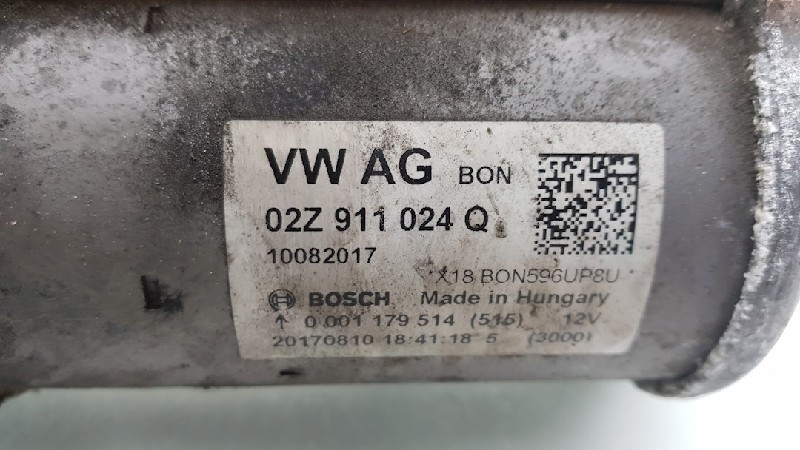 VW AG BON
02Z 911 024 Q
10082017
X18 BON596UP8U
BOSCH Made in Hungary
↑ 0 001 179 514 (515) 12V
20170810 18:41:18 5 (3000)